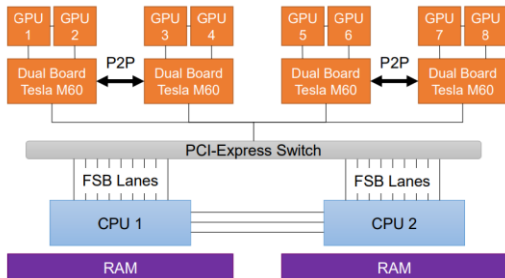 GPU 1
GPU 2
GPU 3
GPU 4
GPU 5
GPU 6
GPU 7
GPU 8
Dual Board
Tesla M60
P2P
Dual Board
Tesla M60
Dual Board
Tesla M60
P2P
Dual Board
Tesla M60
PCI-Express Switch
FSB Lanes
FSB Lanes
CPU 1
CPU 2
RAM
RAM